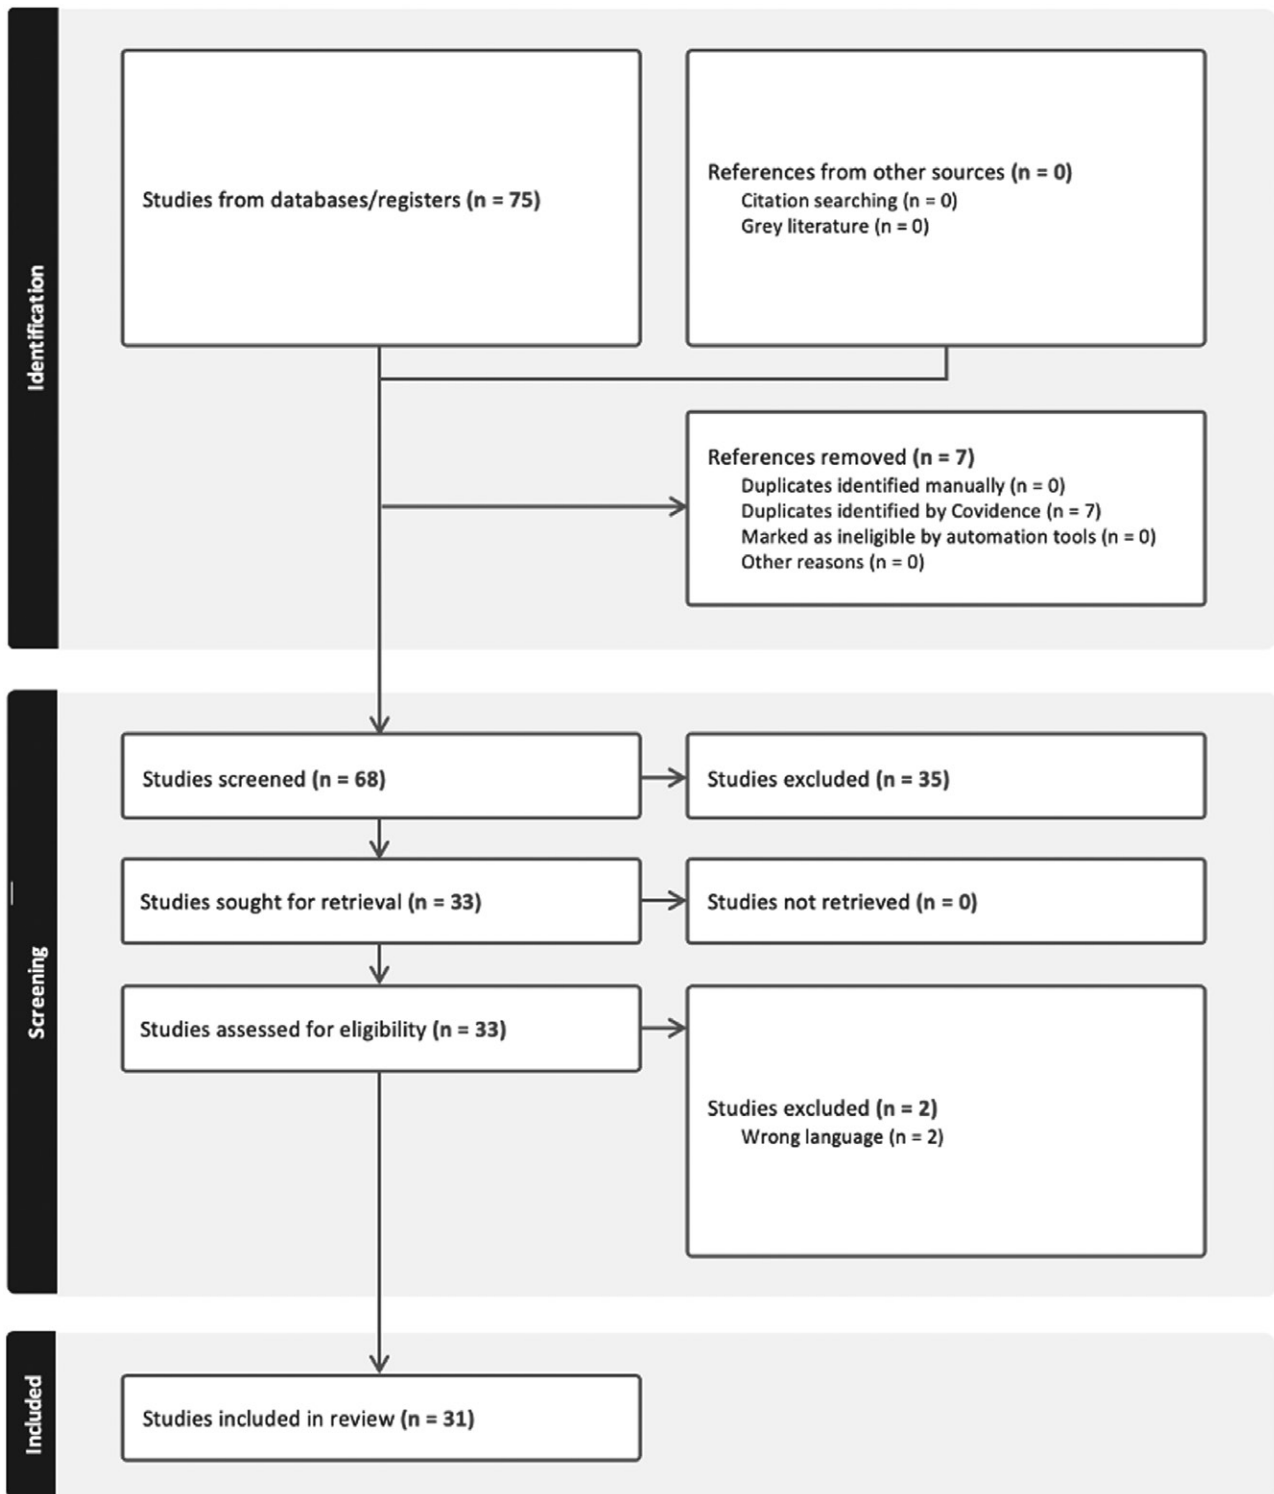 Identification
Studies from databases/registers (n = 75)
References from other sources (n = 0)
Citation searching (n = 0)
Grey literature (n = 0)
References removed (n = 7)
Duplicates identified manually (n = 0)
Duplicates identified by Covidence (n = 7)
Marked as ineligible by automation tools (n = 0)
Other reasons (n = 0)
Screening
Studies screened (n = 68)
Studies excluded (n = 35)
Studies sought for retrieval (n = 33)
Studies not retrieved (n = 0)
Studies assessed for eligibility (n = 33)
Studies excluded (n = 2)
Wrong language (n = 2)
Included
Studies included in review (n = 31)